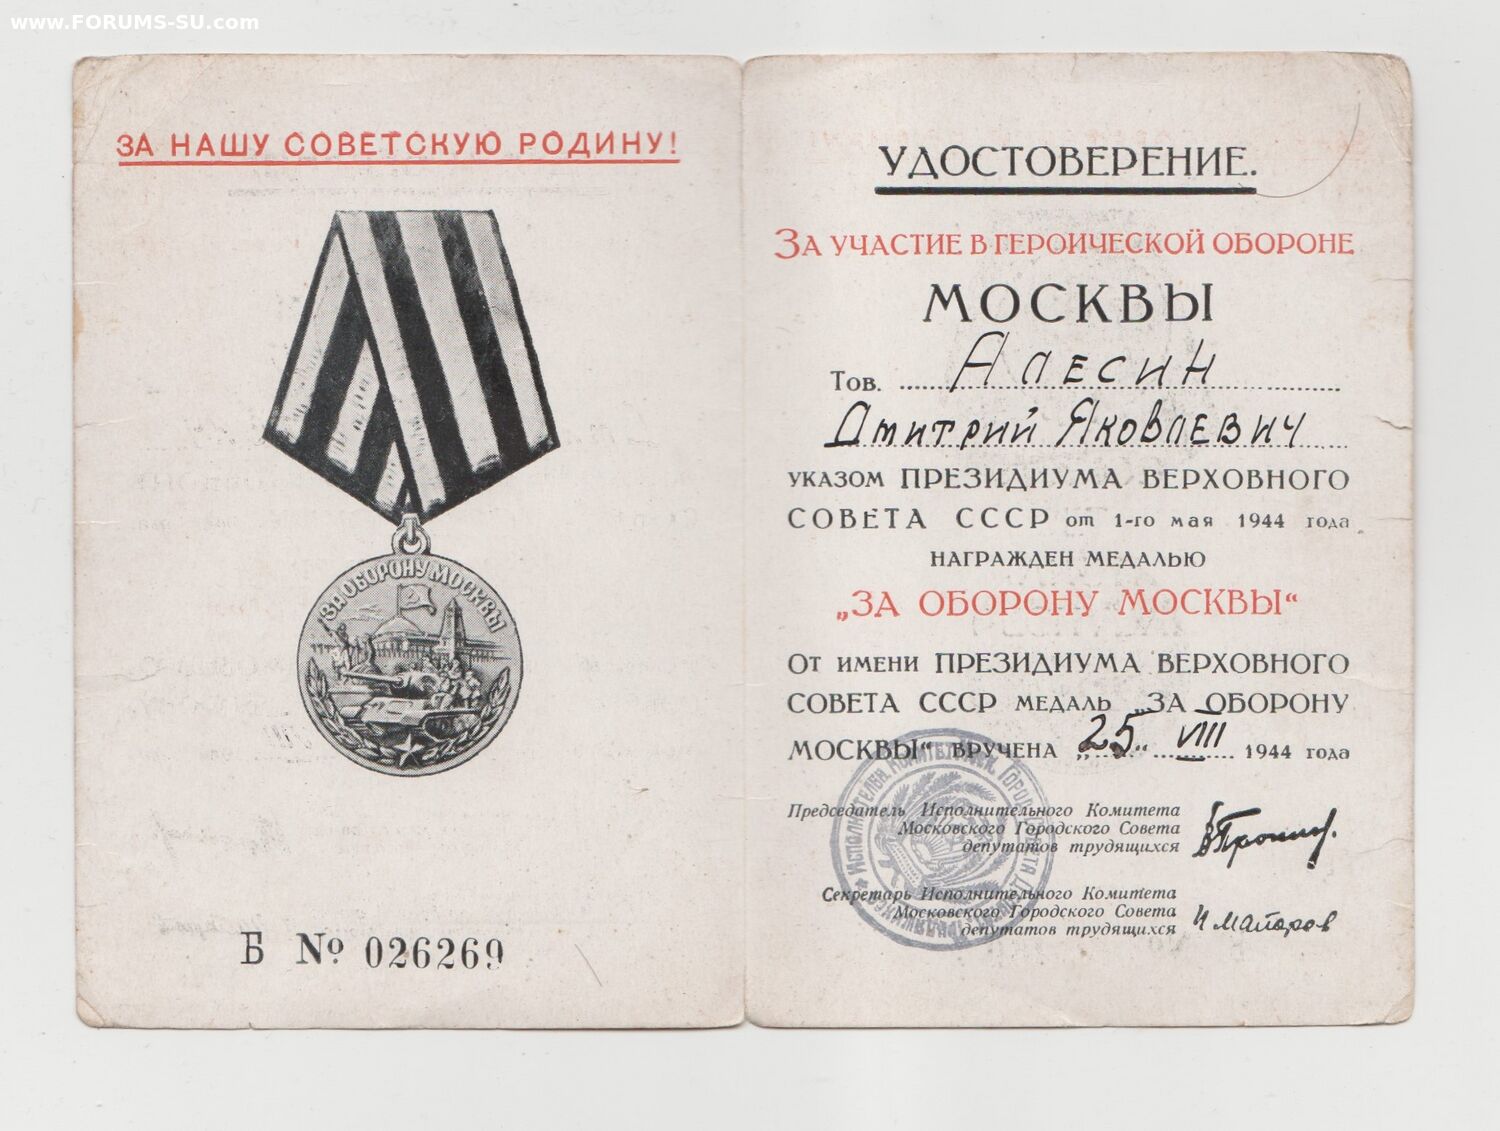 www.FORUMS-SU.com
ЗА НАШУ СОВЕТСКУЮ РОДИНУ!
ЗА ОБОРОНУ МОСКВЫ
Б № 026269
УДОСТОВЕРЕНИЕ.
ЗА УЧАСТИЕ В ГЕРОИЧЕСКОЙ ОБОРОНЕ
МОСКВЫ
Тов. Алесин
Дмитрий Яковлевич
УКАЗОМ ПРЕЗИДИУМА ВЕРХОВНОГО
СОВЕТА СССР от 1-го мая 1944 года
НАГРАЖДЕН МЕДАЛЬЮ
„ЗА ОБОРОНУ МОСКВЫ“
ОТ ИМЕНИ ПРЕЗИДИУМА ВЕРХОВНОГО
СОВЕТА СССР МЕДАЛЬ „ЗА ОБОРОНУ
МОСКВЫ“ ВРУЧЕНА „25“ VIII 1944 года
Председатель Исполнительного Комитета
Московского Городского Совета
депутатов трудящихся
Секретарь Исполнительного Комитета
Московского Городского Совета
депутатов трудящихся